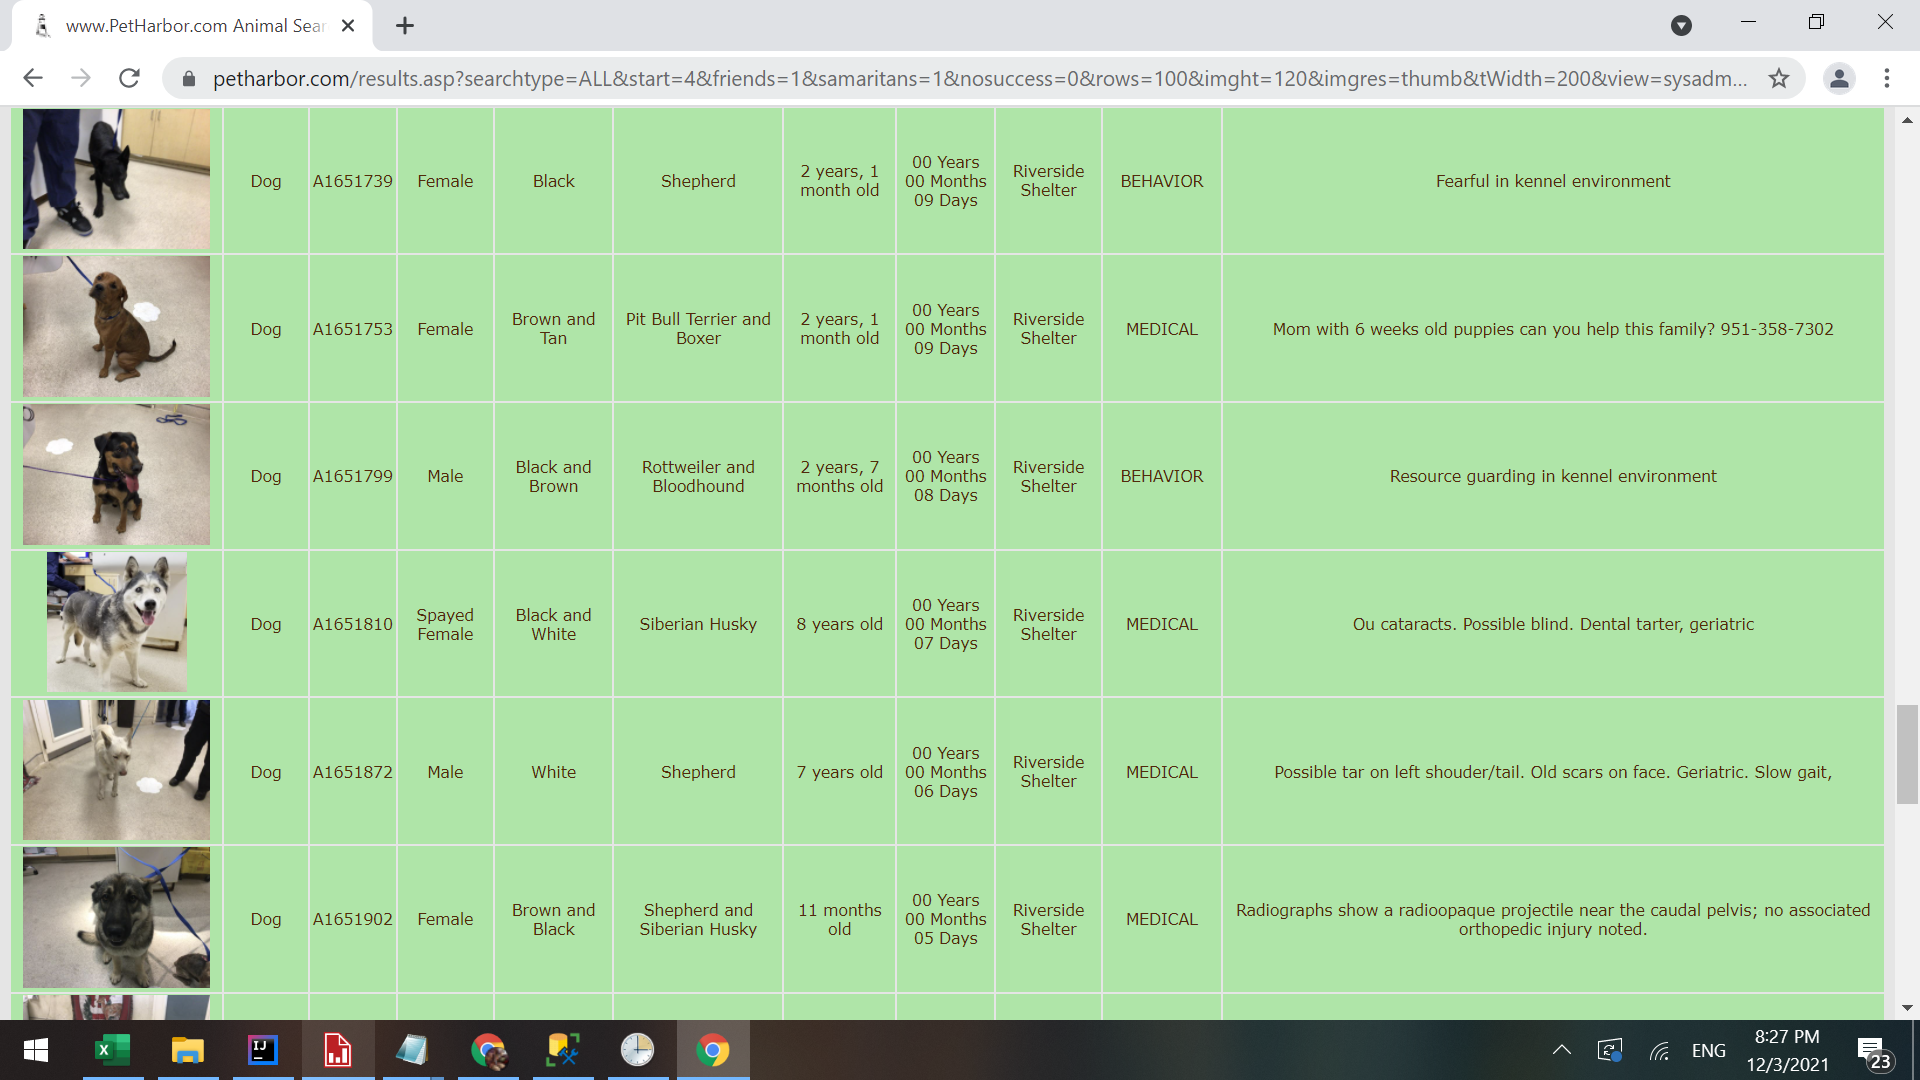 www.PetHarbor.com Animal Sear
petharbor.com/results.asp?searchtype=ALL&start=4&friends=1&samaritans=1&nosuccess=0&rows=100&imght=120&imgres=thumb&tWidth=200&view=sysadm...
Dog
A1651739
Female
Black
Shepherd
2 years, 1
month old
00 Years
00 Months
09 Days
Riverside
Shelter
BEHAVIOR
Fearful in kennel environment
Dog
A1651753
Female
Brown and
Tan
Pit Bull Terrier and
Boxer
2 years, 1
month old
00 Years
00 Months
09 Days
Riverside
Shelter
MEDICAL
Mom with 6 weeks old puppies can you help this family? 951-358-7302
Dog
A1651799
Male
Black and
Brown
Rottweiler and
Bloodhound
2 years, 7
months old
00 Years
00 Months
08 Days
Riverside
Shelter
BEHAVIOR
Resource guarding in kennel environment
Dog
A1651810
Spayed
Female
Black and
White
Siberian Husky
8 years old
00 Years
00 Months
07 Days
Riverside
Shelter
MEDICAL
Ou cataracts. Possible blind. Dental tarter, geriatric
Dog
A1651872
Male
White
Shepherd
7 years old
00 Years
00 Months
06 Days
Riverside
Shelter
MEDICAL
Possible tar on left shouder/tail. Old scars on face. Geriatric. Slow gait,
Dog
A1651902
Female
Brown and
Black
Shepherd and
Siberian Husky
11 months
old
00 Years
00 Months
05 Days
Riverside
Shelter
MEDICAL
Radiographs show a radioopaque projectile near the caudal pelvis; no associated
orthopedic injury noted.
X
IJ
ENG
8:27 PM
12/3/2021
23